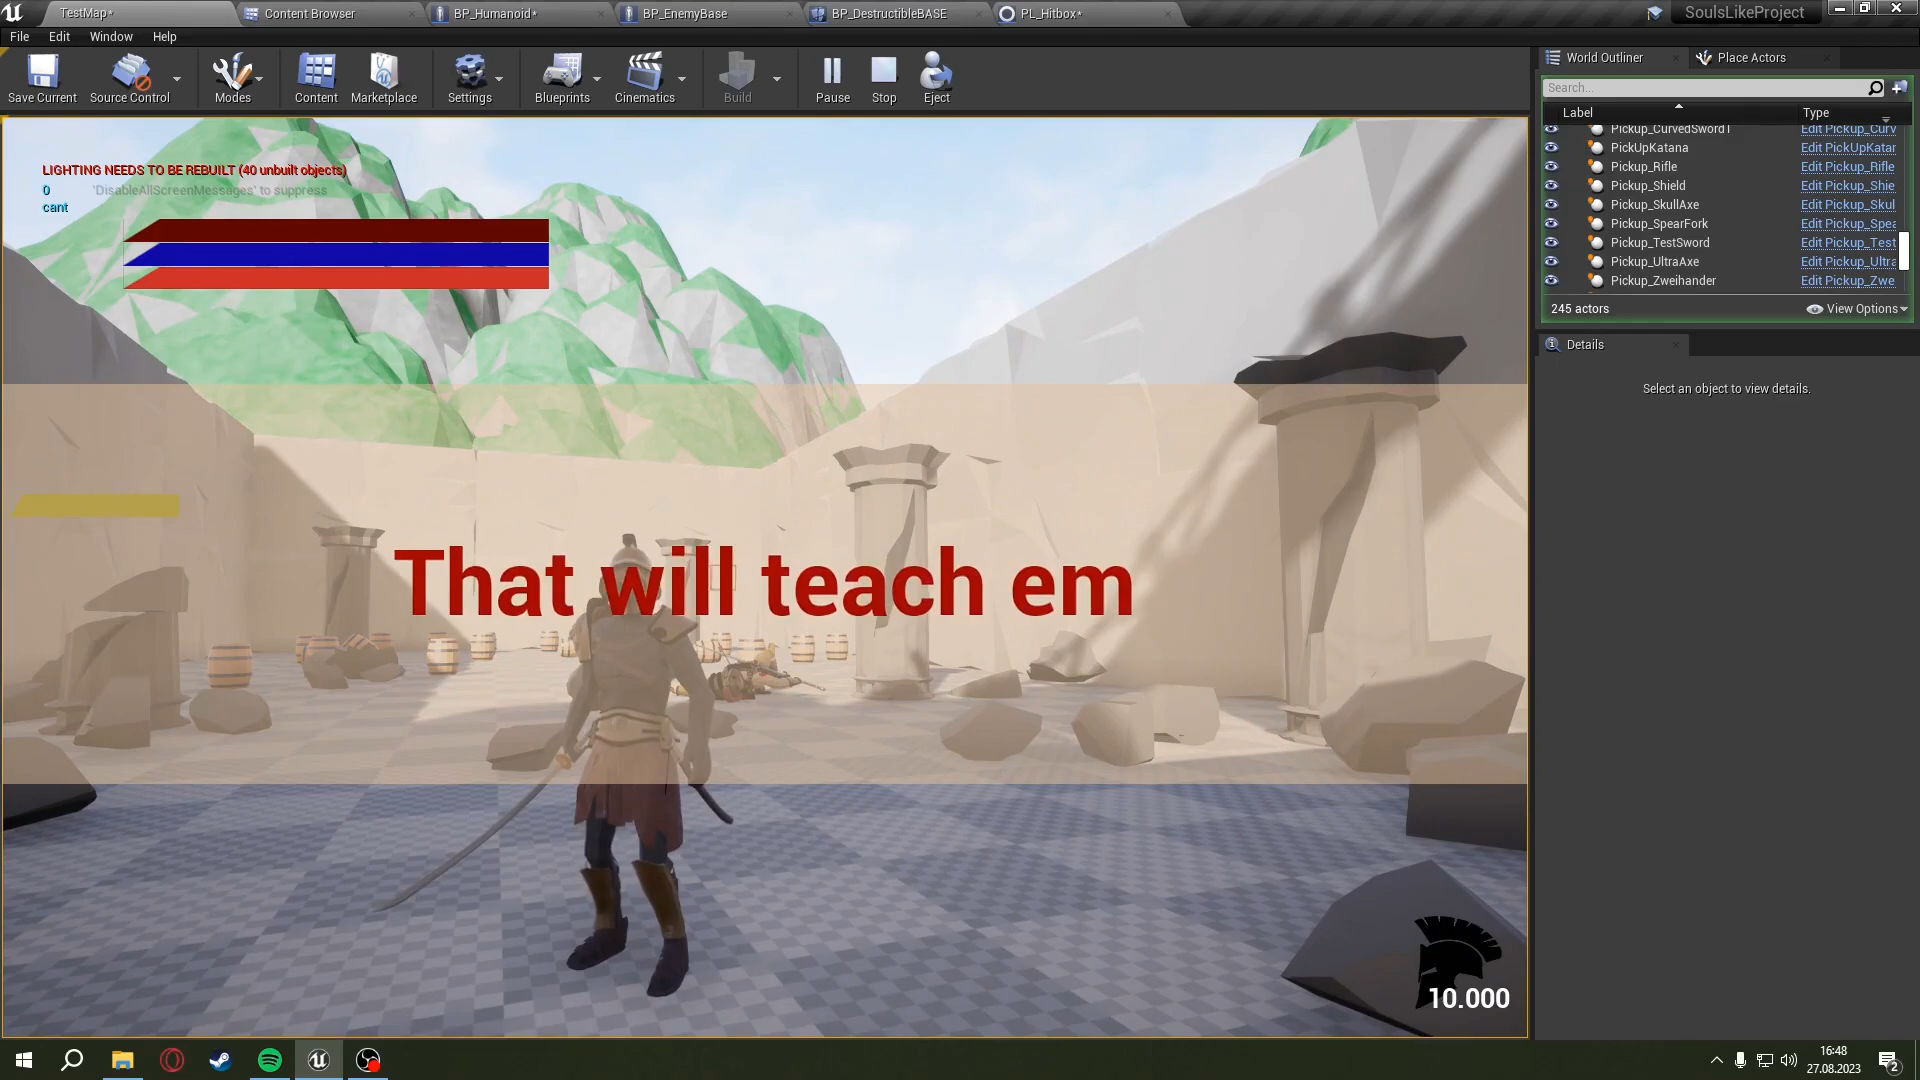 TestMap*
Content Browser
BP_Humanoid*
BP_EnemyBase
BP_DestructibleBASE
PL_Hitbox*
SoulsLikeProject
File Edit Window Help
Save Current
Source Control
Modes
Content
Marketplace
Settings
Blueprints
Cinematics
Build
Pause
Stop
Eject
World Outliner
Place Actors
Search...
Label Type
Pickup_CurvedSword1 Edit Pickup_Curv
PickUpKatana Edit PickUpKatar
Pickup_Rifle Edit Pickup_Rifle
Pickup_Shield Edit Pickup_Shie
Pickup_SkullAxe Edit Pickup_Skul
Pickup_SpearFork Edit Pickup_Spea
Pickup_TestSword Edit Pickup_Test
Pickup_UltraAxe Edit Pickup_Ultra
Pickup_Zweihander Edit Pickup_Zwe
245 actors
View Options
Details
Select an object to view details.
LIGHTING NEEDS TO BE REBUILT (40 unbuilt objects)
0 'DisableAllScreenMessages' to suppress
cant
That will teach em
10.000
16:48
27.08.2023
2